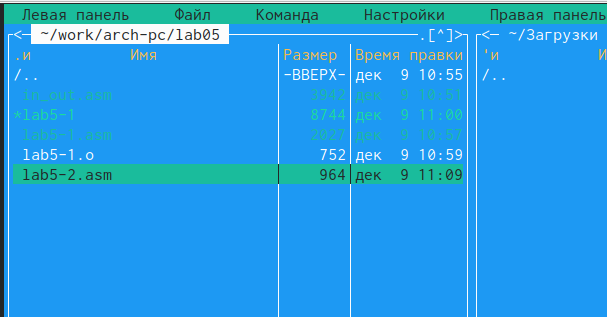 Левая панель Файл Команда Настройки Правая панель
<─ ~/work/arch-pc/lab05 .[^]> <─ ~/Загрузки
.и Имя Размер Время правки 'и И
/.. -ВВЕРХ- дек 9 10:55 /..
in_out.asm 3942 дек 9 10:51
*lab5-1 8744 дек 9 11:00
lab5-1.asm 2027 дек 9 10:57
lab5-1.o 752 дек 9 10:59
lab5-2.asm 964 дек 9 11:09